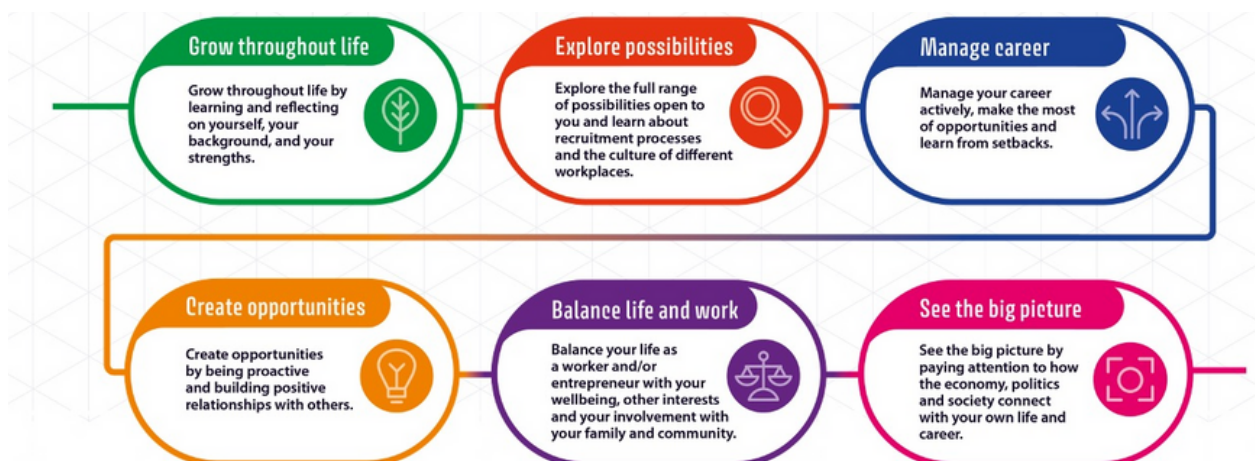 Grow throughout life
Grow throughout life by
learning and reflecting
on yourself, your
background, and your
strengths.
Explore possibilities
Explore the full range
of possibilities open to
you and learn about
recruitment processes
and the culture of different
workplaces.
Manage career
Manage your career
actively, make the most
of opportunities and
learn from setbacks.
Create opportunities
Create opportunities
by being proactive
and building positive
relationships with others.
Balance life and work
Balance your life as
a worker and/or
entrepreneur with your
wellbeing, other interests
and your involvement with
your family and community.
See the big picture
See the big picture by
paying attention to how
the economy, politics
and society connect
with your own life and
career.